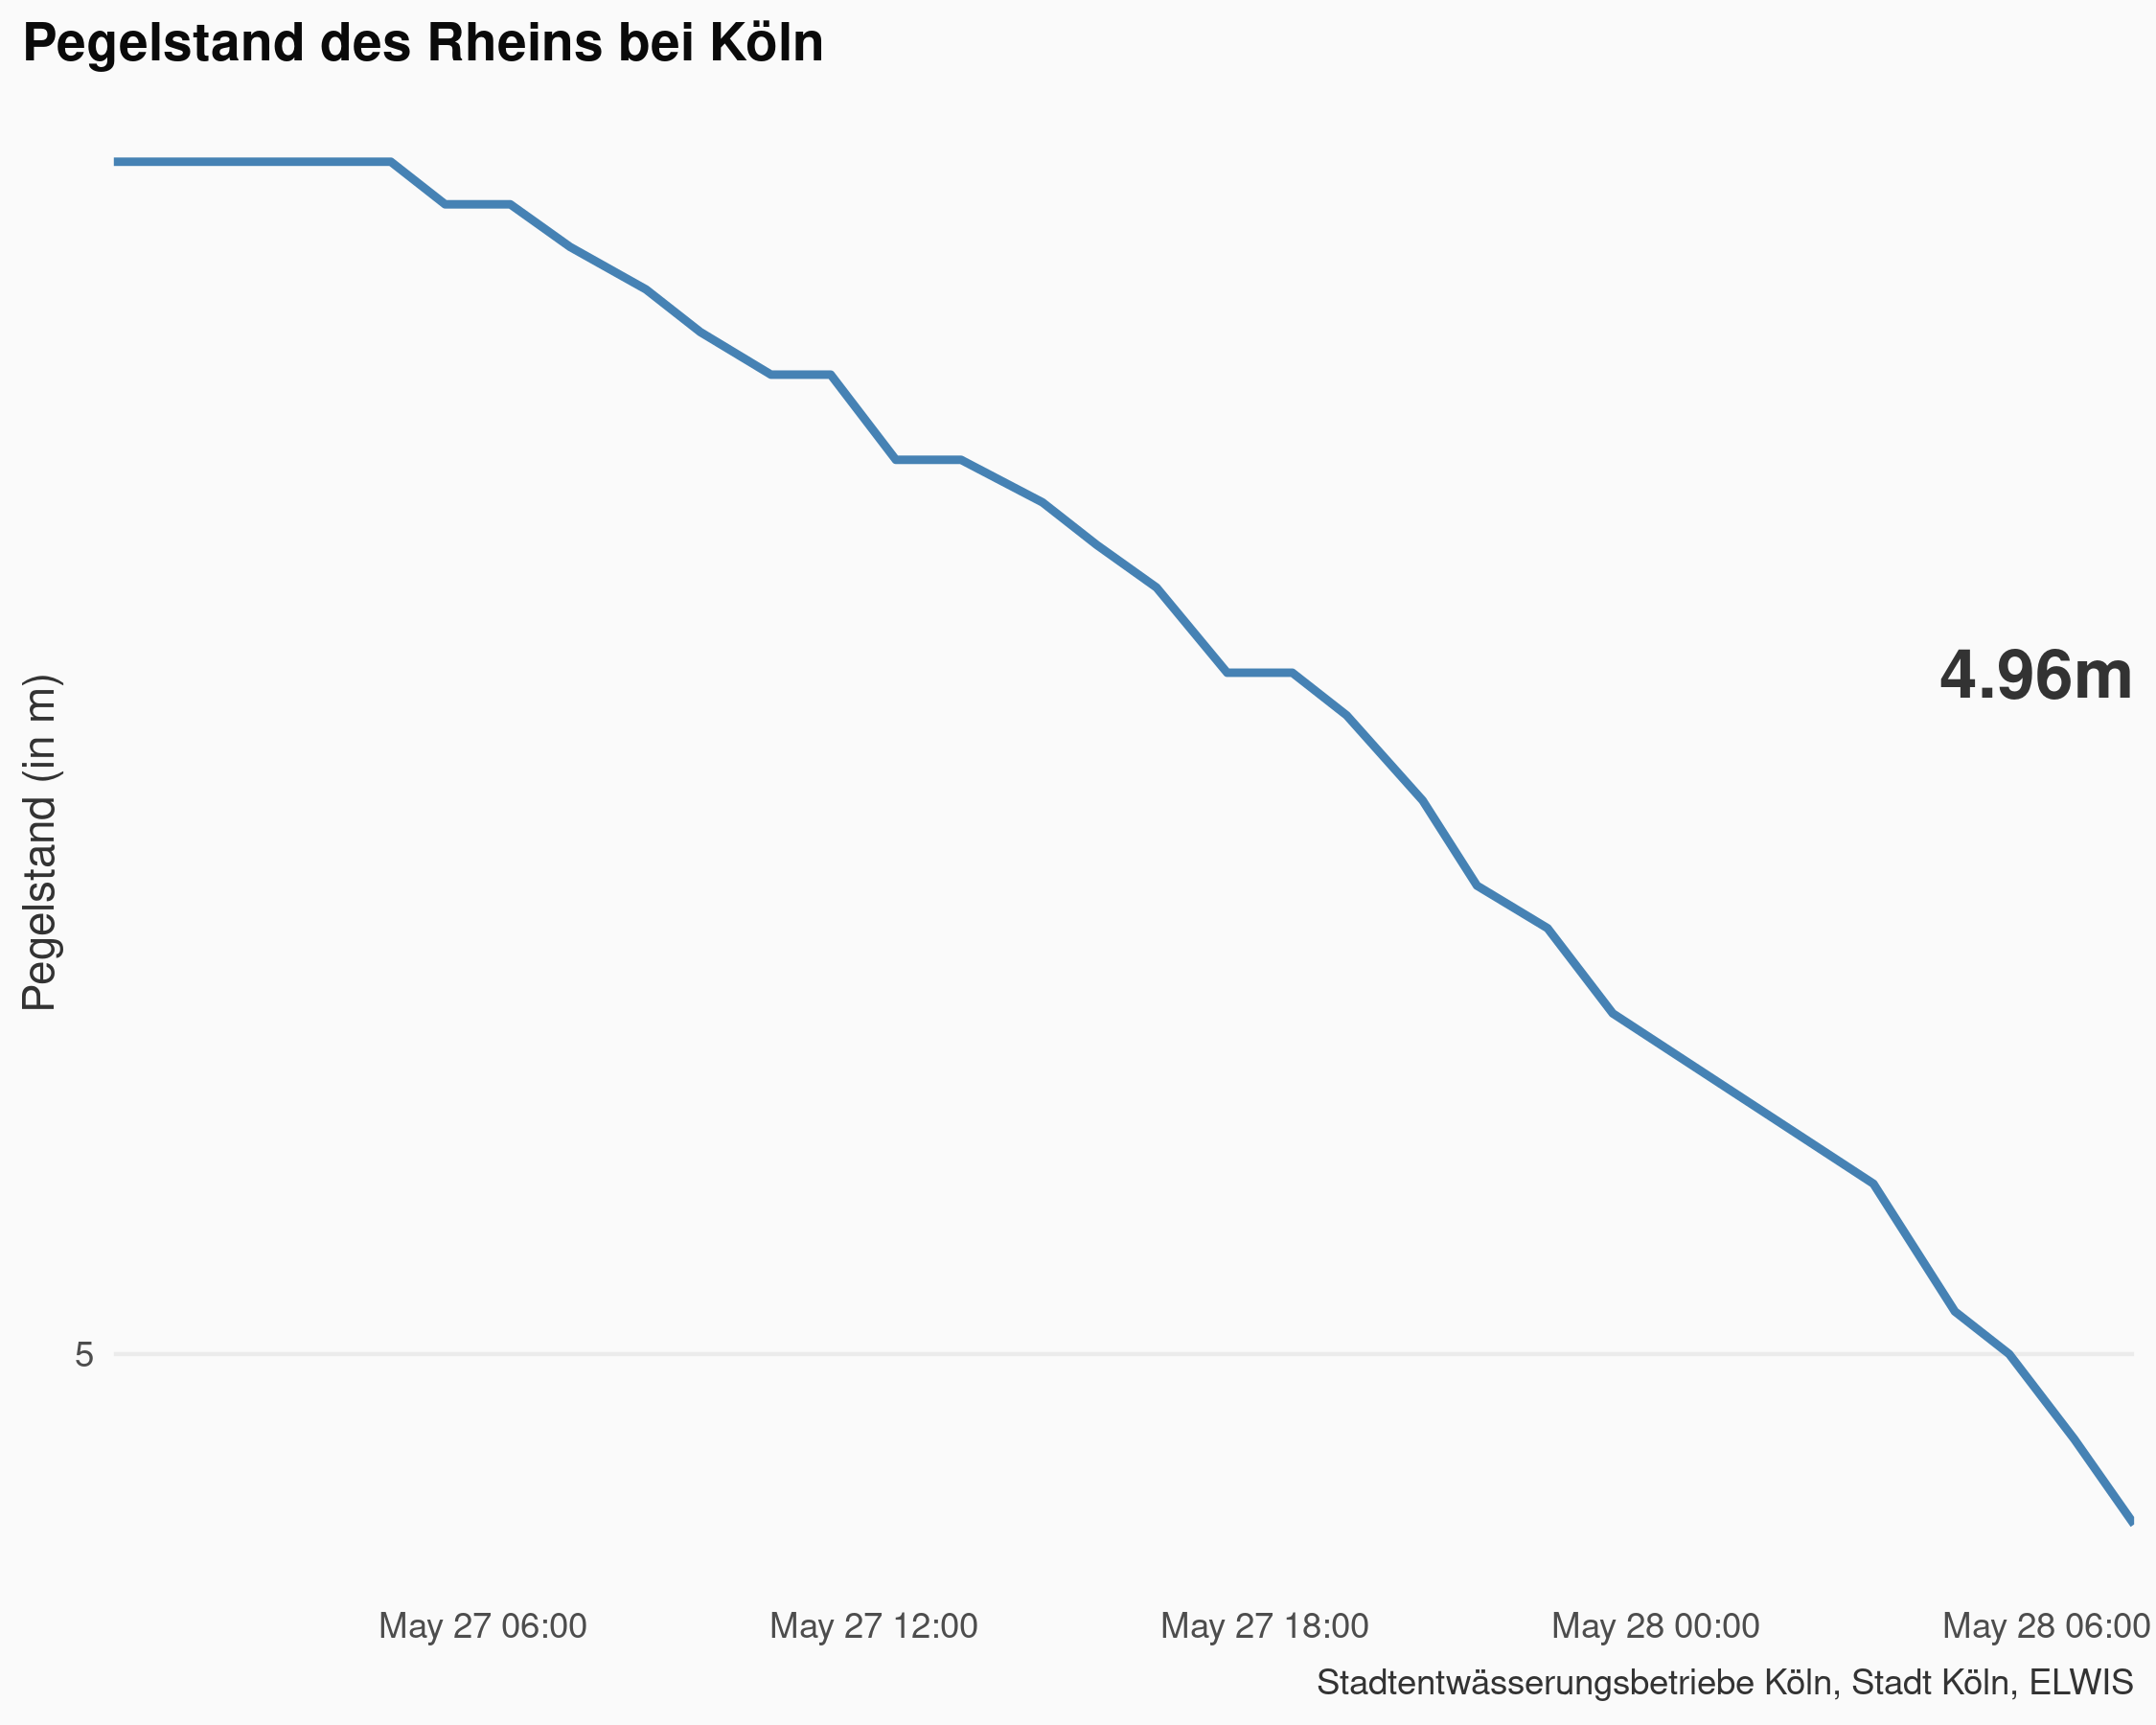 Pegelstand des Rheins bei Köln
Pegelstand (in m)
4.96m
5
May 27 06:00
May 27 12:00
May 27 18:00
May 28 00:00
May 28 06:00
Stadtentwässerungsbetriebe Köln, Stadt Köln, ELWIS